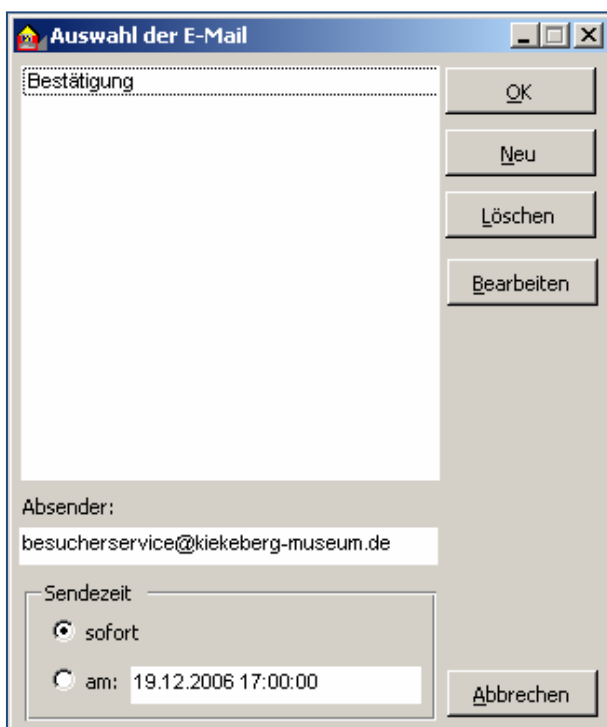 Auswahl der E-Mail
Bestätigung
OK
Neu
Löschen
Bearbeiten
Absender:
besucherservice@kiekeberg-museum.de
Sendezeit
sofort
am: 19.12.2006 17:00:00
Abbrechen